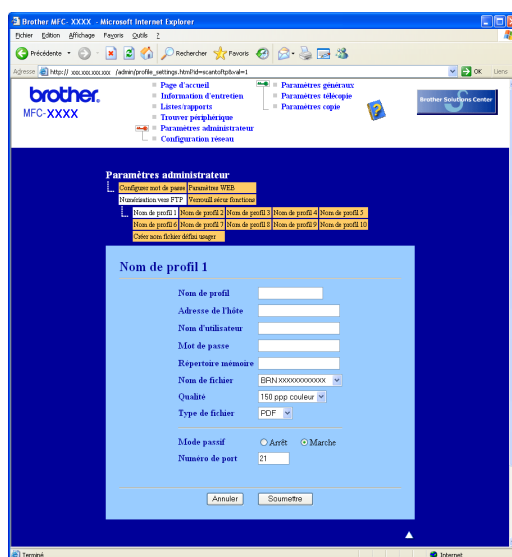 Brother MFC- XXXX - Microsoft Internet Explorer
Fichier Edition Affichage Favoris Outils ?
Précédente Rechercher Favoris
Adresse http:// xxx.xxx.xxx.xxx /admin/profile_settings.html?id=scantoftp&val=1 OK Liens
brother.
MFC-XXXX
Page d'accueil
Information d'entretien
Listes/rapports
Trouver périphérique
Paramètres administrateur
Configuration réseau
Paramètres généraux
Paramètres télécopie
Paramètres copie
Brother Solutions Center
Paramètres administrateur
Configurer mot de passe Paramètres WEB
Numérisation vers FTP Verrouill sécur fonctions
Nom de profil 1 Nom de profil 2 Nom de profil 3 Nom de profil 4 Nom de profil 5
Nom de profil 6 Nom de profil 7 Nom de profil 8 Nom de profil 9 Nom de profil 10
Créer nom fichier défini usager
Nom de profil 1
Nom de profil
Adresse de l'hôte
Nom d'utilisateur
Mot de passe
Répertoire mémoire
Nom de fichier BRNXXXXXXXXXXXX
Qualité 150 ppp couleur
Type de fichier PDF
Mode passif Arrêt Marche
Numéro de port 21
Annuler Soumettre
Terminé Internet